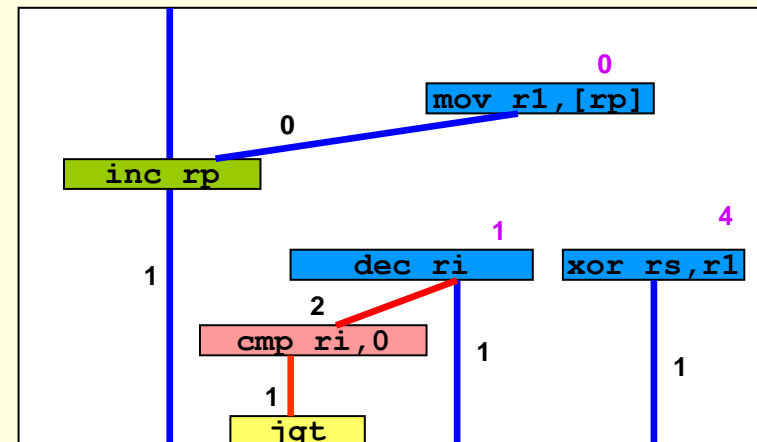 0
mov r1,[rp]
0
inc rp
4
1
dec ri
xor rs,r1
1
2
cmp ri,0
1
1
1
jgt